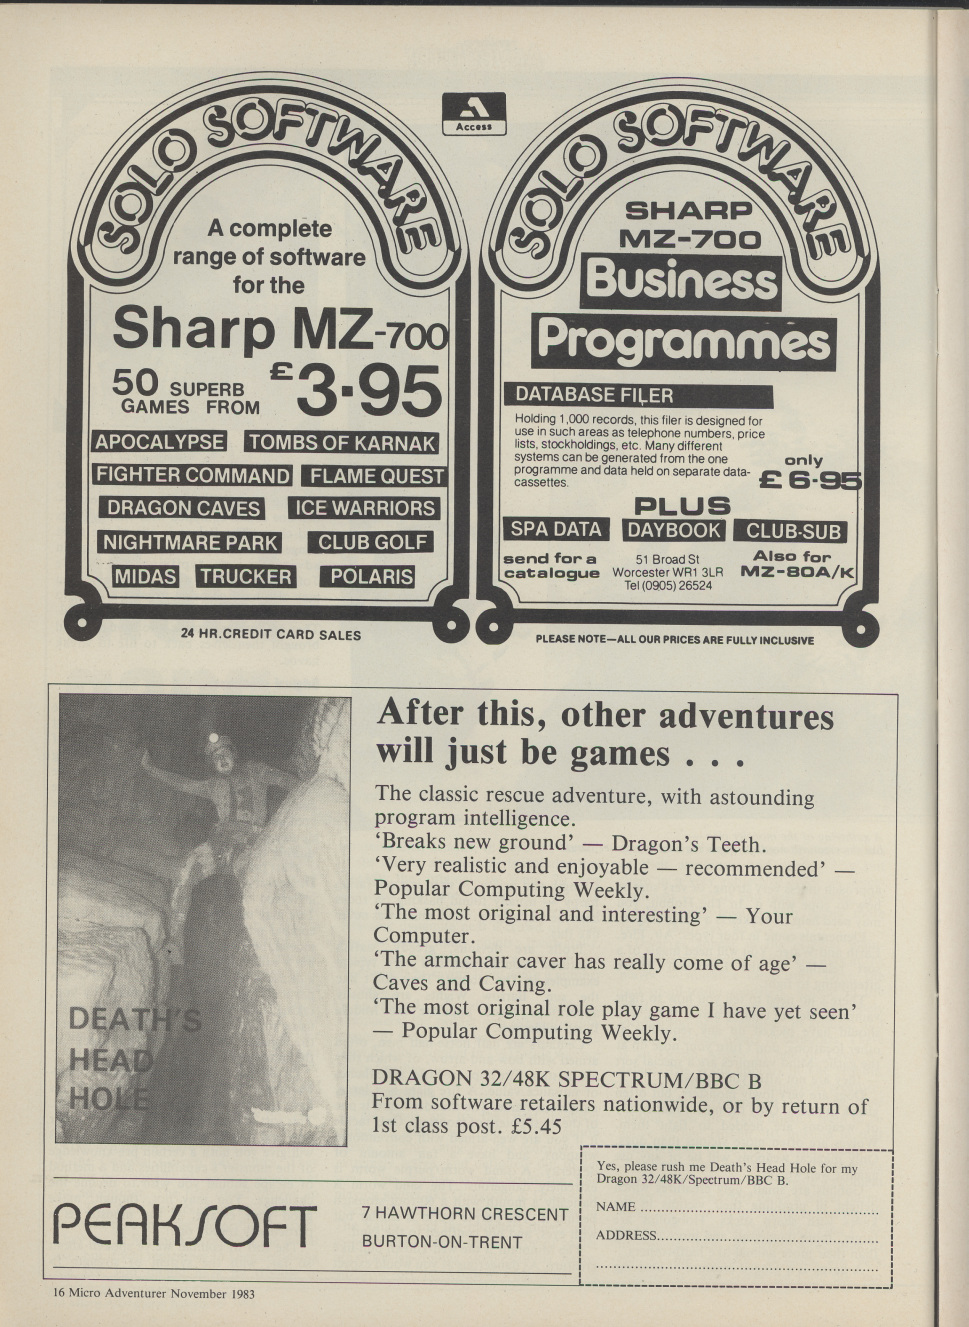 SOLO SOFTWARE
A complete
range of software
for the
Sharp MZ-700
50 SUPERB
GAMES FROM
£3·95
APOCALYPSE TOMBS OF KARNAK
FIGHTER COMMAND FLAME QUEST
DRAGON CAVES ICE WARRIORS
NIGHTMARE PARK CLUB GOLF
MIDAS TRUCKER POLARIS
24 HR.CREDIT CARD SALES
Access
SOLO SOFTWARE
SHARP
MZ-700
Business
Programmes
DATABASE FILER
Holding 1,000 records, this filer is designed for
use in such areas as telephone numbers, price
lists, stockholdings, etc. Many different
systems can be generated from the one
programme and data held on separate data-
cassettes.
only
£6·95
PLUS
SPA DATA DAYBOOK CLUB-SUB
send for a
catalogue
51 Broad St
Worcester WR1 3LR
Tel (0905) 26524
Also for
MZ-80A/K
PLEASE NOTE—ALL OUR PRICES ARE FULLY INCLUSIVE
DEATH'S
HEAD
HOLE
After this, other adventures
will just be games . . .
The classic rescue adventure, with astounding
program intelligence.
‘Breaks new ground’ — Dragon's Teeth.
‘Very realistic and enjoyable — recommended’ —
Popular Computing Weekly.
‘The most original and interesting’ — Your
Computer.
‘The armchair caver has really come of age’ —
Caves and Caving.
‘The most original role play game I have yet seen’
— Popular Computing Weekly.
DRAGON 32/48K SPECTRUM/BBC B
From software retailers nationwide, or by return of
1st class post. £5.45
PEAKSOFT
7 HAWTHORN CRESCENT
BURTON-ON-TRENT
Yes, please rush me Death's Head Hole for my
Dragon 32/48K/Spectrum/BBC B.
NAME ..........................................................
ADDRESS......................................................
......................................................................
16 Micro Adventurer November 1983